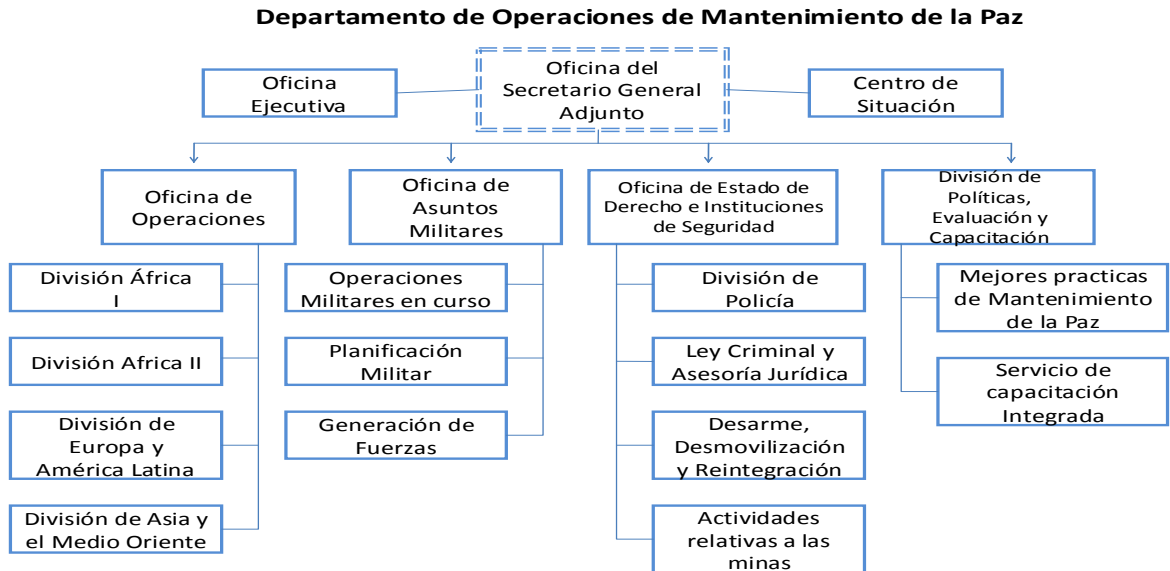 Departamento de Operaciones de Mantenimiento de la Paz
Oficina
Ejecutiva
Oficina del
Secretario General
Adjunto
Centro de
Situación
Oficina de
Operaciones
Oficina de
Asuntos
Militares
Oficina de Estado de
Derecho e Instituciones
de Seguridad
División de
Políticas,
Evaluación y
Capacitación
División África
I
División Africa II
División de
Europa y
América Latina
División de Asia y
el Medio Oriente
Operaciones
Militares en curso
Planificación
Militar
Generación de
Fuerzas
División de
Policía
Ley Criminal y
Asesoría Jurídica
Desarme,
Desmovilización
y Reintegración
Actividades
relativas a las
minas
Mejores practicas
de Mantenimiento
de la Paz
Servicio de
capacitación
Integrada